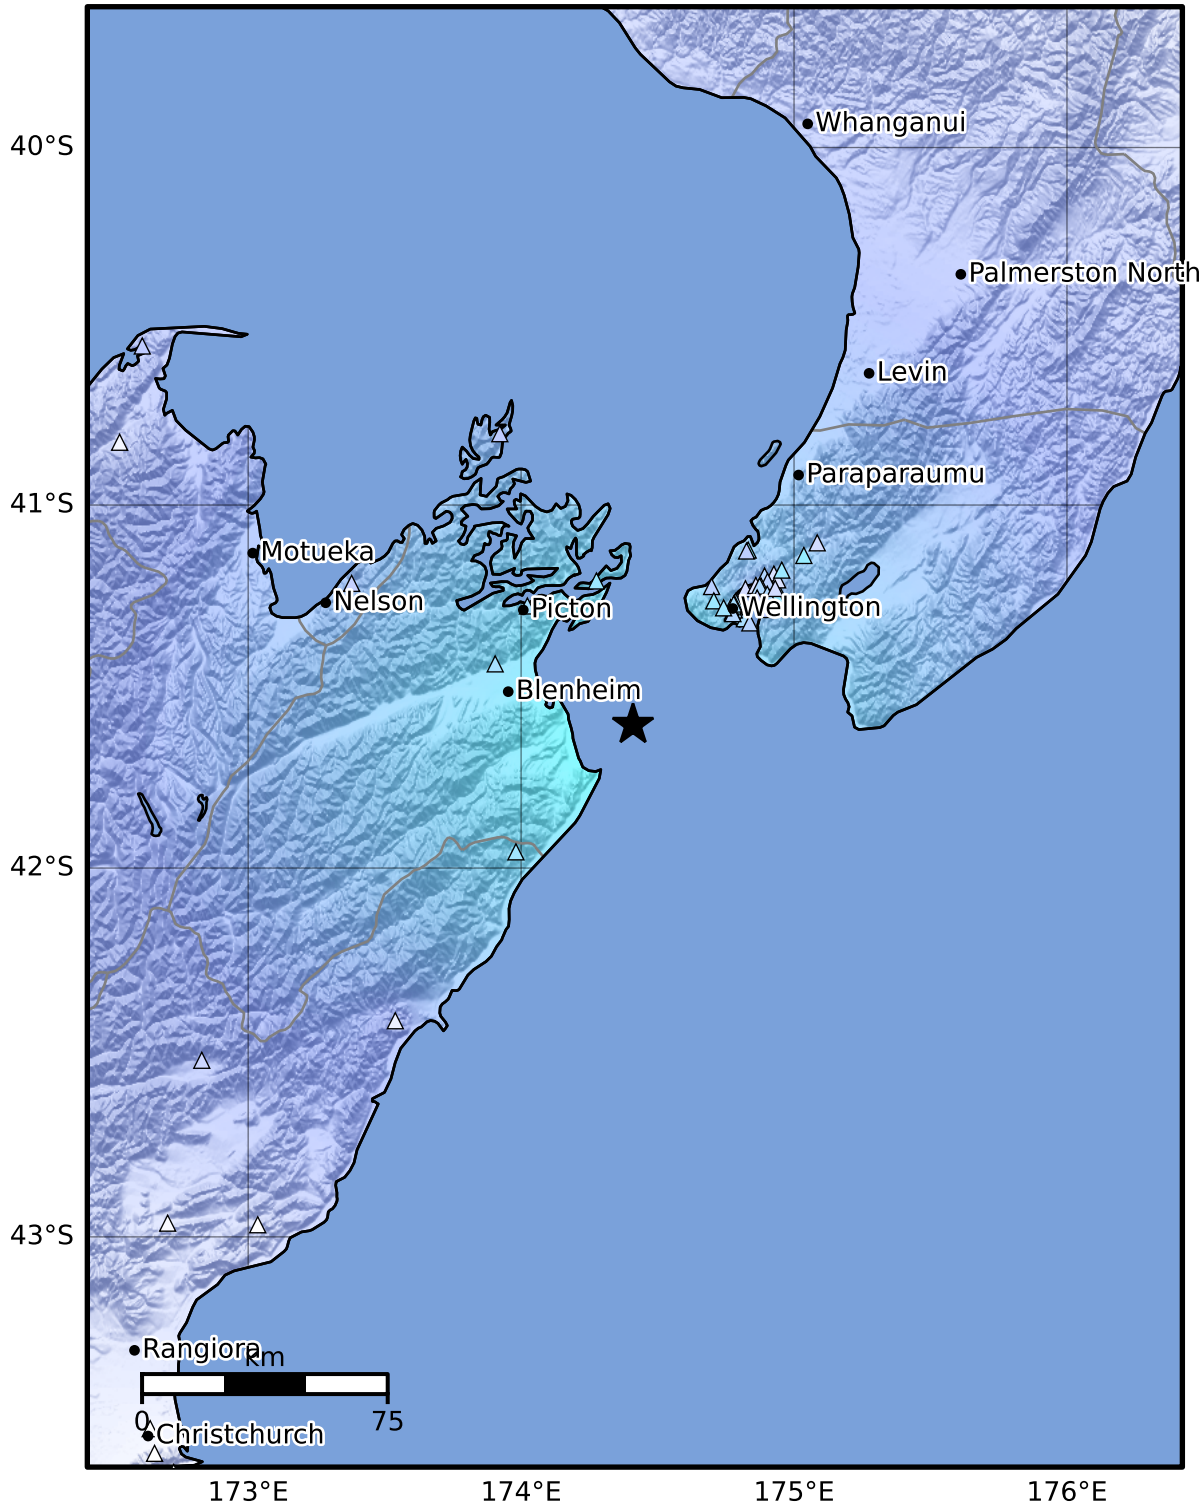 Whanganui
40°S
Palmerston North
Levin
Paraparaumu
41°S
Motueka
Nelson
Picton
Wellington
Blenheim
42°S
43°S
Rangiora
km
0
75
Christchurch
173°E
174°E
175°E
176°E